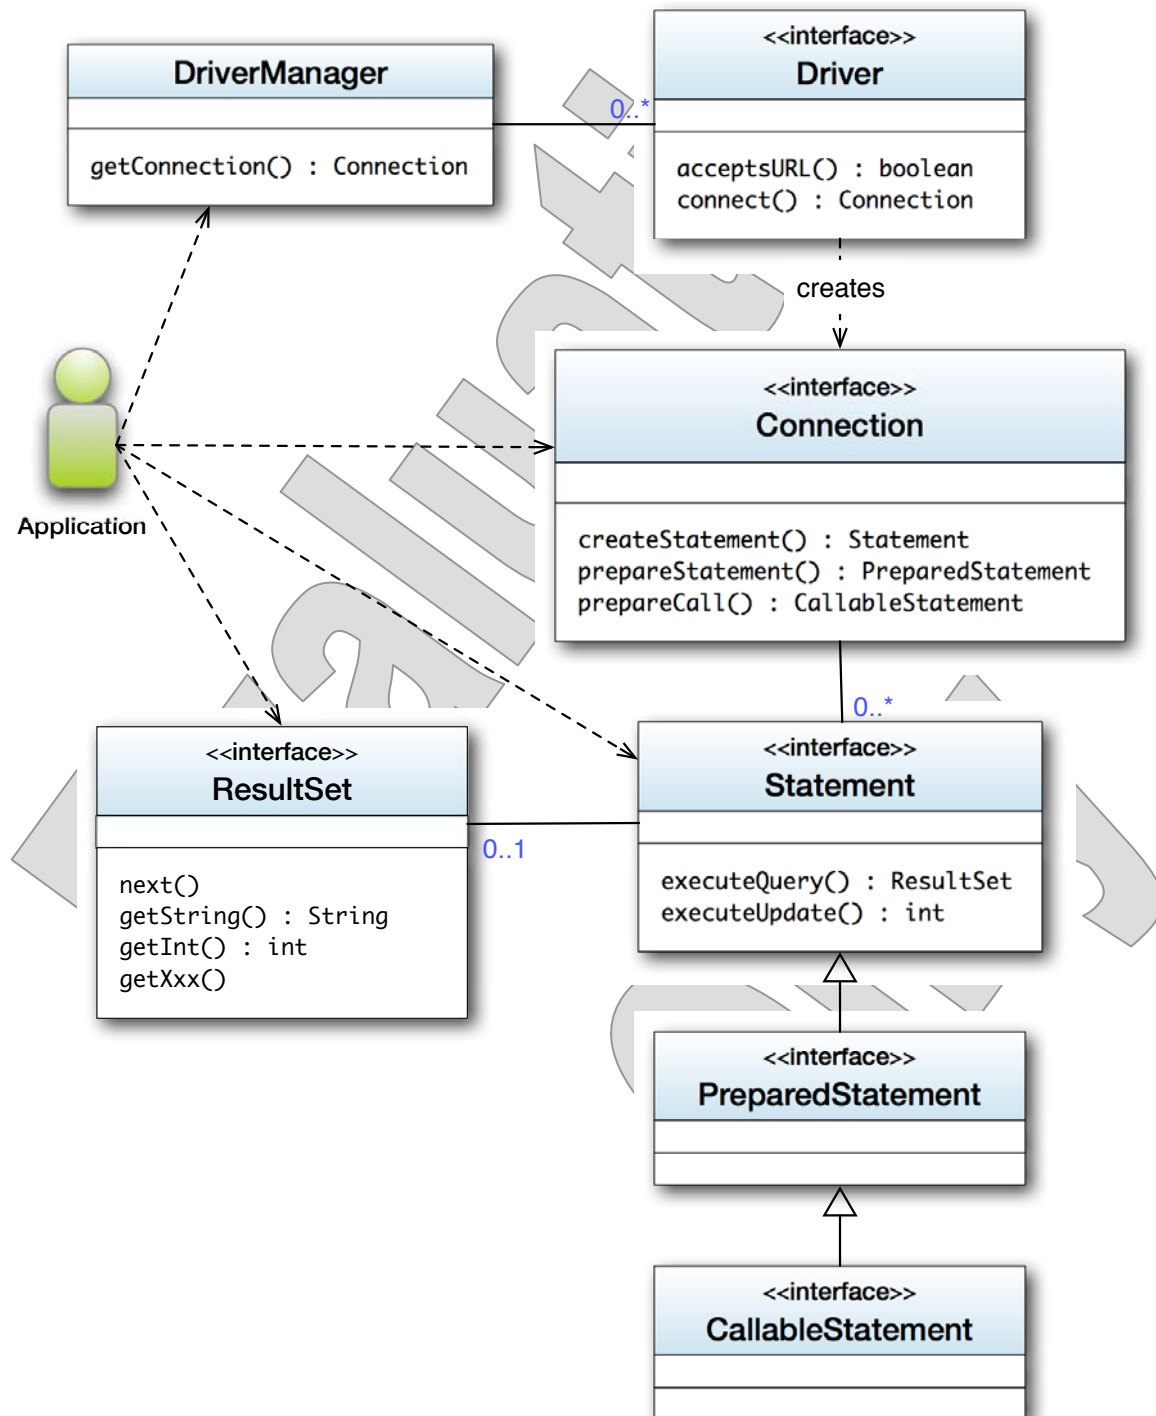 DriverManager
getConnection() : Connection
<<interface>>
Driver
0..*
acceptsURL() : boolean
connect() : Connection
creates
<<interface>>
Connection
createStatement() : Statement
prepareStatement() : PreparedStatement
prepareCall() : CallableStatement
Application
0..*
<<interface>>
ResultSet
0..1
next()
getString() : String
getInt() : int
getXxx()
<<interface>>
Statement
executeQuery() : ResultSet
executeUpdate() : int
<<interface>>
PreparedStatement
<<interface>>
CallableStatement